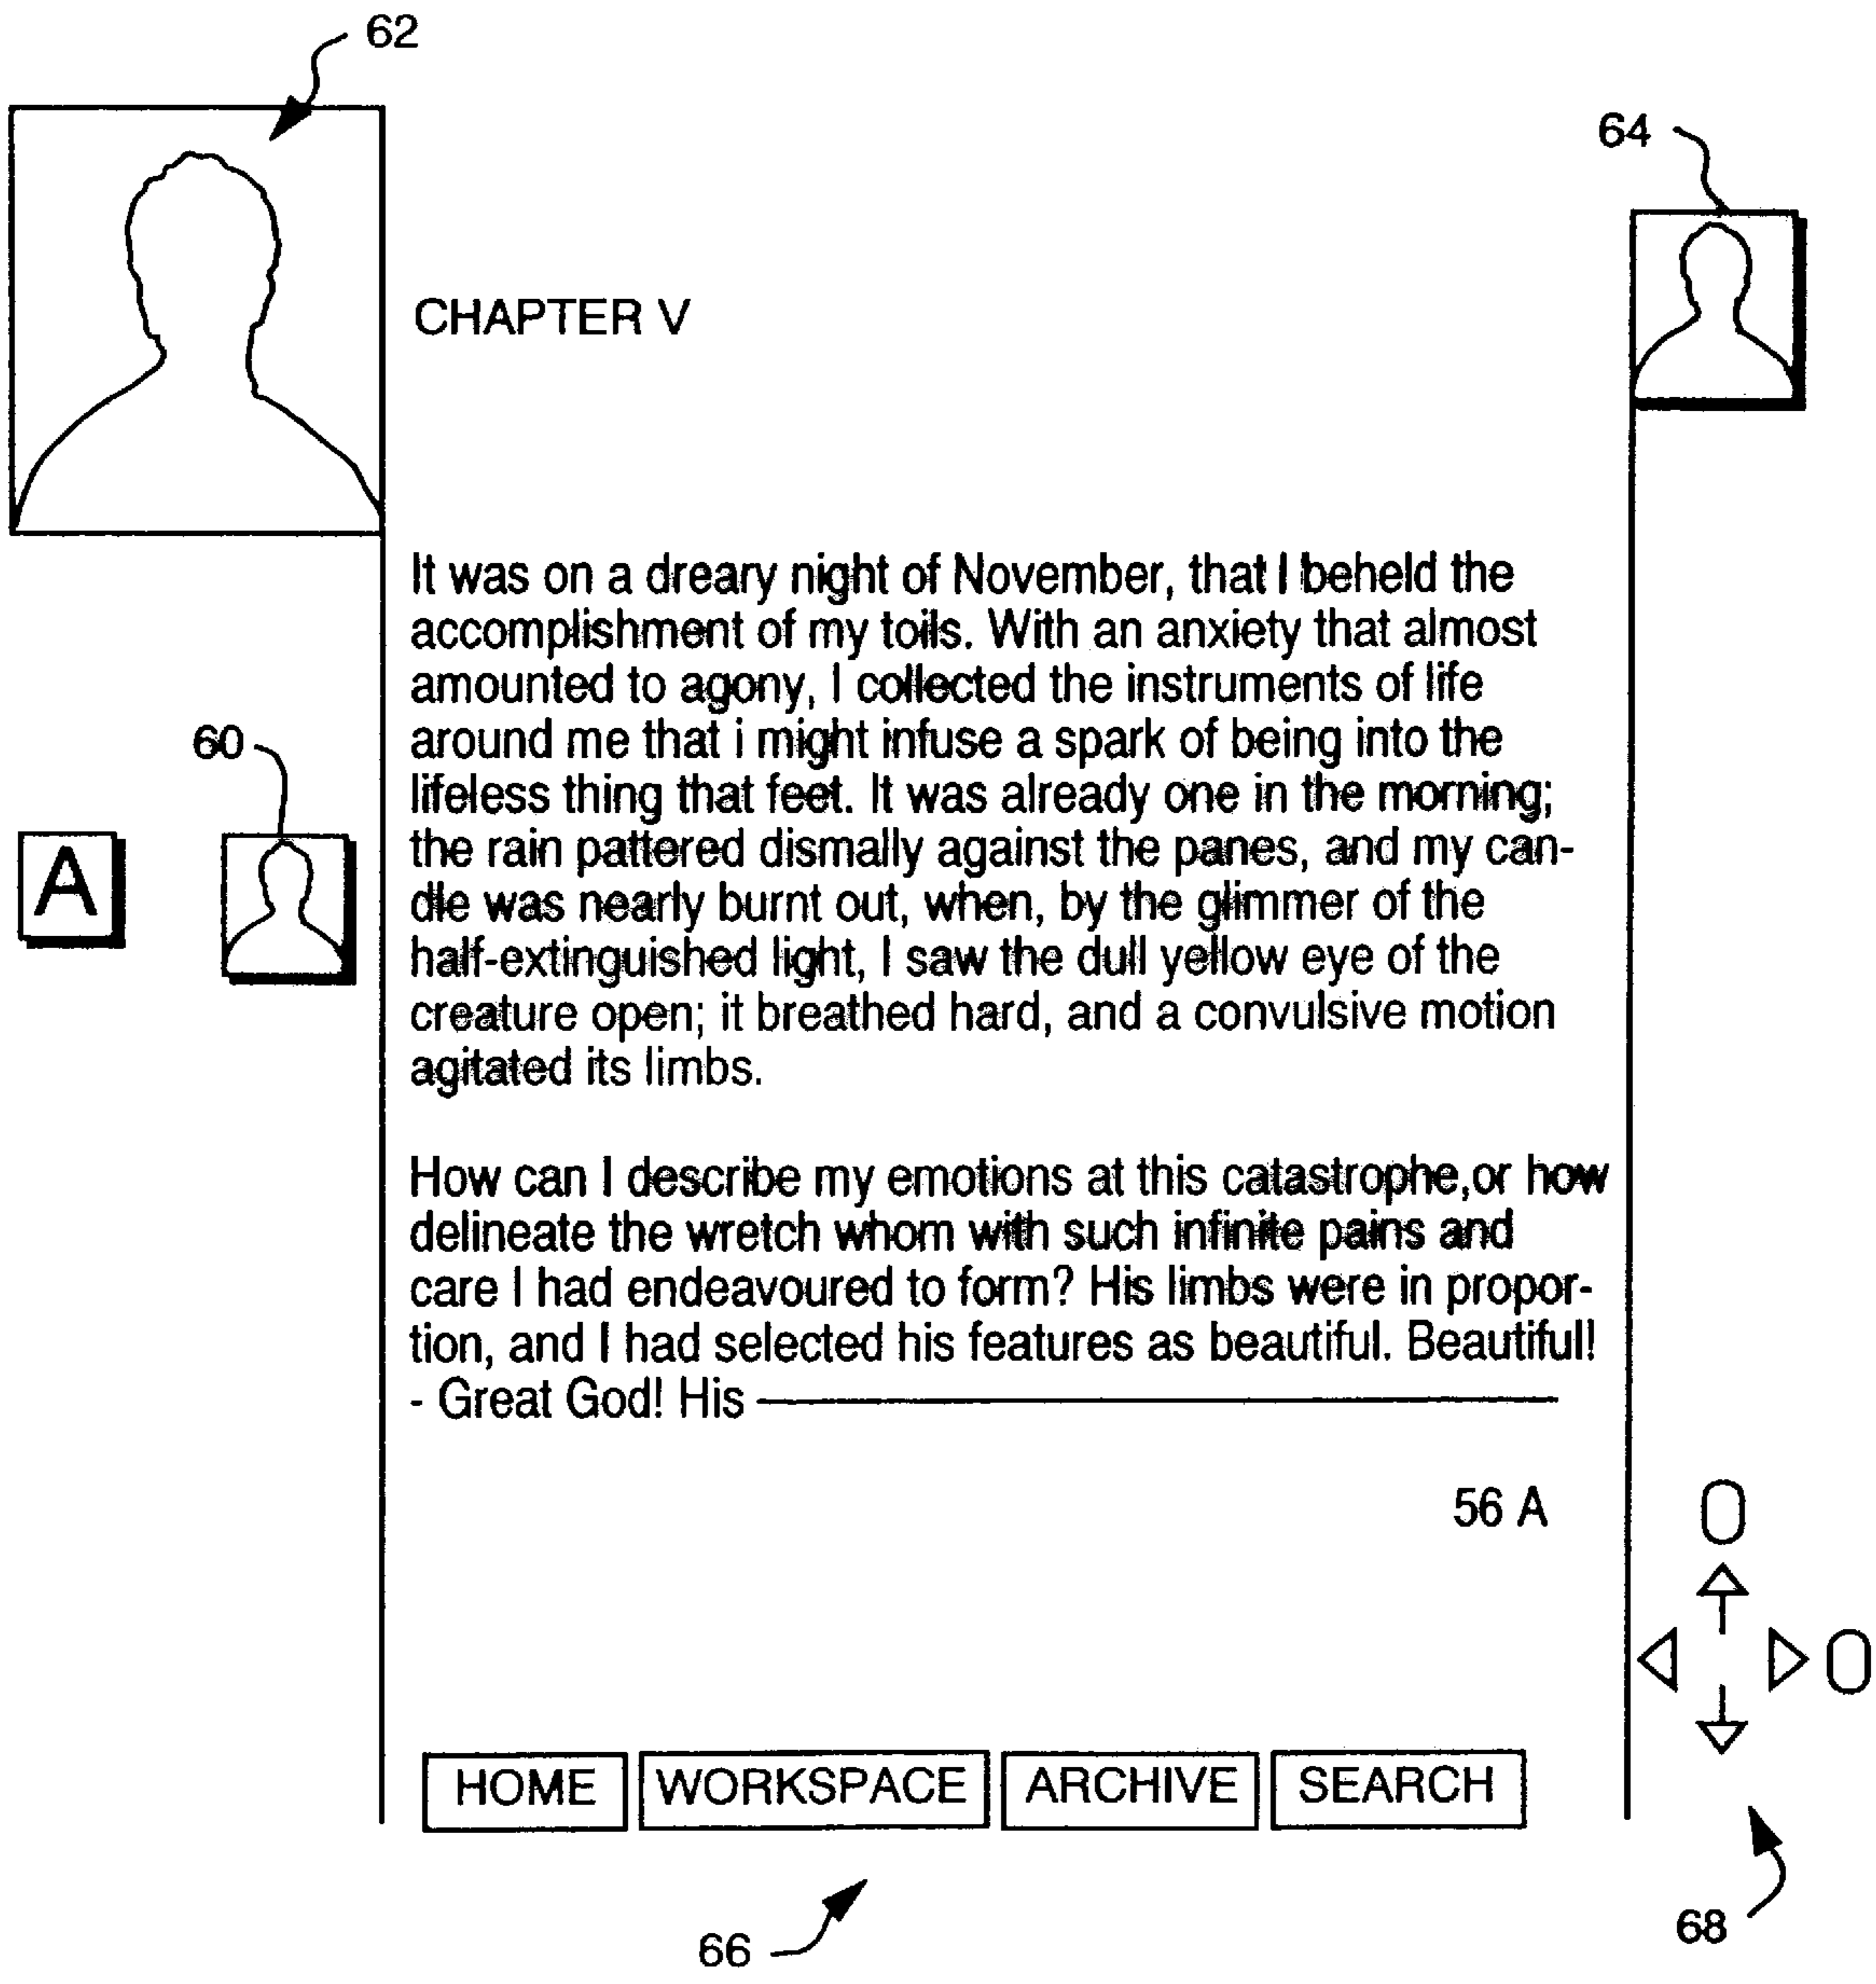 62
64
CHAPTER V
It was on a dreary night of November, that I beheld the
accomplishment of my toils. With an anxiety that almost
amounted to agony, I collected the instruments of life
around me that i might infuse a spark of being into the
lifeless thing that feet. It was already one in the morning;
the rain pattered dismally against the panes, and my can-
dle was nearly burnt out, when, by the glimmer of the
half-extinguished light, I saw the dull yellow eye of the
creature open; it breathed hard, and a convulsive motion
agitated its limbs.
60
A
How can I describe my emotions at this catastrophe,or how
delineate the wretch whom with such infinite pains and
care I had endeavoured to form? His limbs were in propor-
tion, and I had selected his features as beautiful. Beautiful!
- Great God! His
56 A
HOME WORKSPACE ARCHIVE SEARCH
66
68